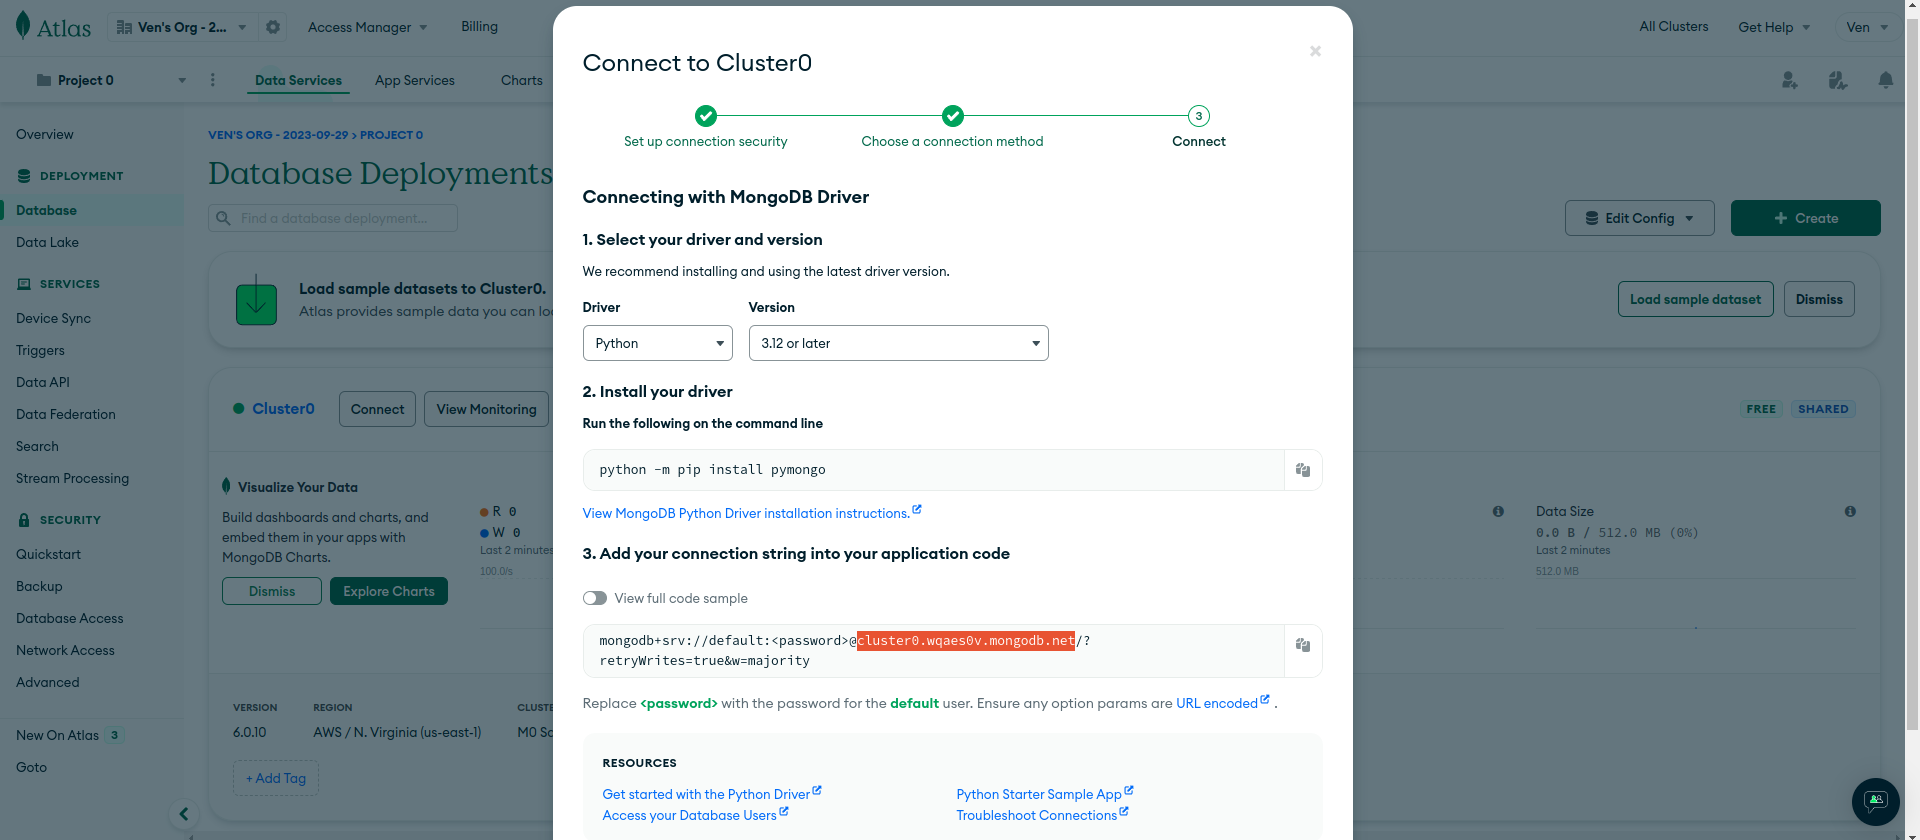 Atlas
Ven's Org - 2...
Access Manager
Billing
All Clusters
Get Help
Ven
Project 0
Data Services
App Services
Charts
Overview
DEPLOYMENT
Database
Data Lake
SERVICES
Device Sync
Triggers
Data API
Data Federation
Search
Stream Processing
SECURITY
Quickstart
Backup
Database Access
Network Access
Advanced
New On Atlas 3
Goto
VEN'S ORG - 2023-09-29 > PROJECT 0
Database Deployments
Find a database deployment...
Edit Config
+ Create
Load sample datasets to Cluster0.
Atlas provides sample data you can loa
Load sample dataset
Dismiss
Cluster0
Connect
View Monitoring
FREE
SHARED
Visualize Your Data
Build dashboards and charts, and
embed them in your apps with
MongoDB Charts.
Dismiss
Explore Charts
R 0
W 0
Last 2 minutes
100.0/s
Data Size
0.0 B / 512.0 MB (0%)
Last 2 minutes
512.0 MB
VERSION
6.0.10
REGION
AWS / N. Virginia (us-east-1)
+ Add Tag
Connect to Cluster0
Set up connection security
Choose a connection method
3
Connect
Connecting with MongoDB Driver
1. Select your driver and version
We recommend installing and using the latest driver version.
Driver
Version
Python
3.12 or later
2. Install your driver
Run the following on the command line
python -m pip install pymongo
View MongoDB Python Driver installation instructions.
3. Add your connection string into your application code
View full code sample
mongodb+srv://default:<password>@cluster0.wqaes0v.mongodb.net/?
retryWrites=true&w=majority
Replace <password> with the password for the default user. Ensure any option params are URL encoded .
RESOURCES
Get started with the Python Driver
Python Starter Sample App
Access your Database Users
Troubleshoot Connections